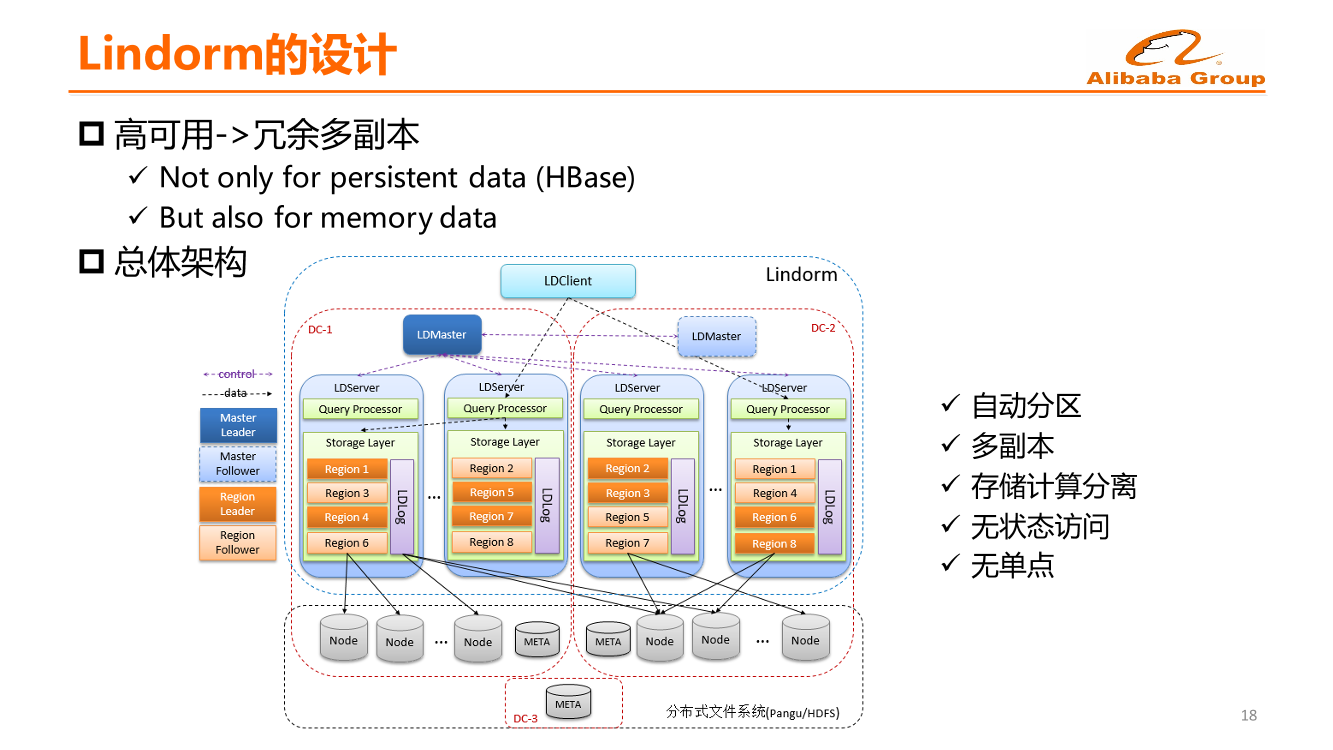 Lindorm的设计
Alibaba Group
高可用->冗余多副本
Not only for persistent data (HBase)
But also for memory data
总体架构
LDClient
Lindorm
DC-1
LDMaster
LDMaster
DC-2
control
data
Master Leader
Master Follower
Region Leader
Region Follower
LDServer
Query Processor
Storage Layer
Region 1
Region 3
Region 4
Region 6
LDLog
...
LDServer
Query Processor
Storage Layer
Region 2
Region 5
Region 7
Region 8
LDLog
LDServer
Query Processor
Storage Layer
Region 2
Region 3
Region 5
Region 7
LDLog
...
LDServer
Query Processor
Storage Layer
Region 1
Region 4
Region 6
Region 8
LDLog
Node
Node
...
Node
META
META
Node
Node
...
Node
META
DC-3
分布式文件系统(Pangu/HDFS)
自动分区
多副本
存储计算分离
无状态访问
无单点
18